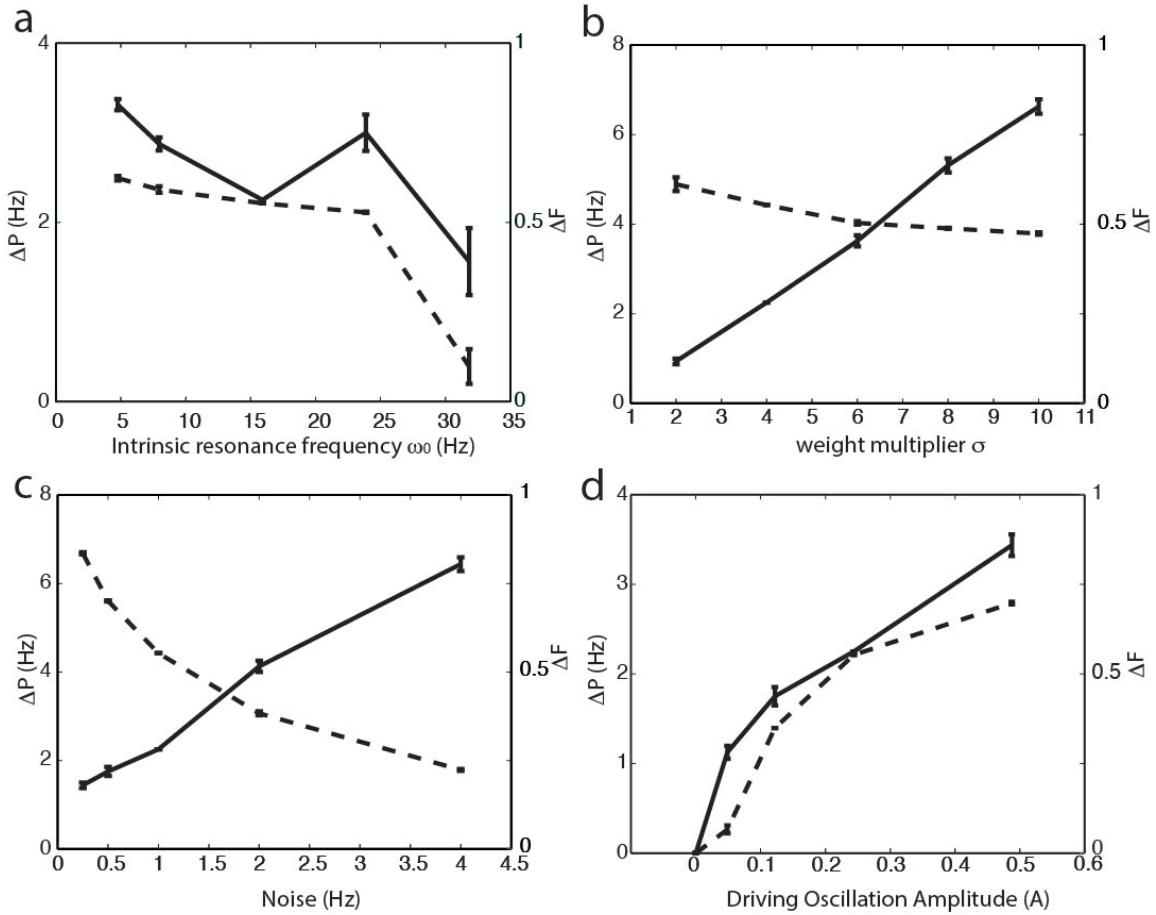 a
4
2
0
ΔP (Hz)
1
0.5
0
ΔF
0 5 10 15 20 25 30 35
Intrinsic resonance frequency ω0 (Hz)
b
8
6
4
2
0
ΔP (Hz)
1
0.5
0
ΔF
1 2 3 4 5 6 7 8 9 10 11
weight multiplier σ
c
8
6
4
2
0
ΔP (Hz)
1
0.5
0
ΔF
0 0.5 1 1.5 2 2.5 3 3.5 4 4.5
Noise (Hz)
d
4
3
2
1
0
ΔP (Hz)
1
0.5
0
ΔF
0 0.1 0.2 0.3 0.4 0.5 0.6
Driving Oscillation Amplitude (A)